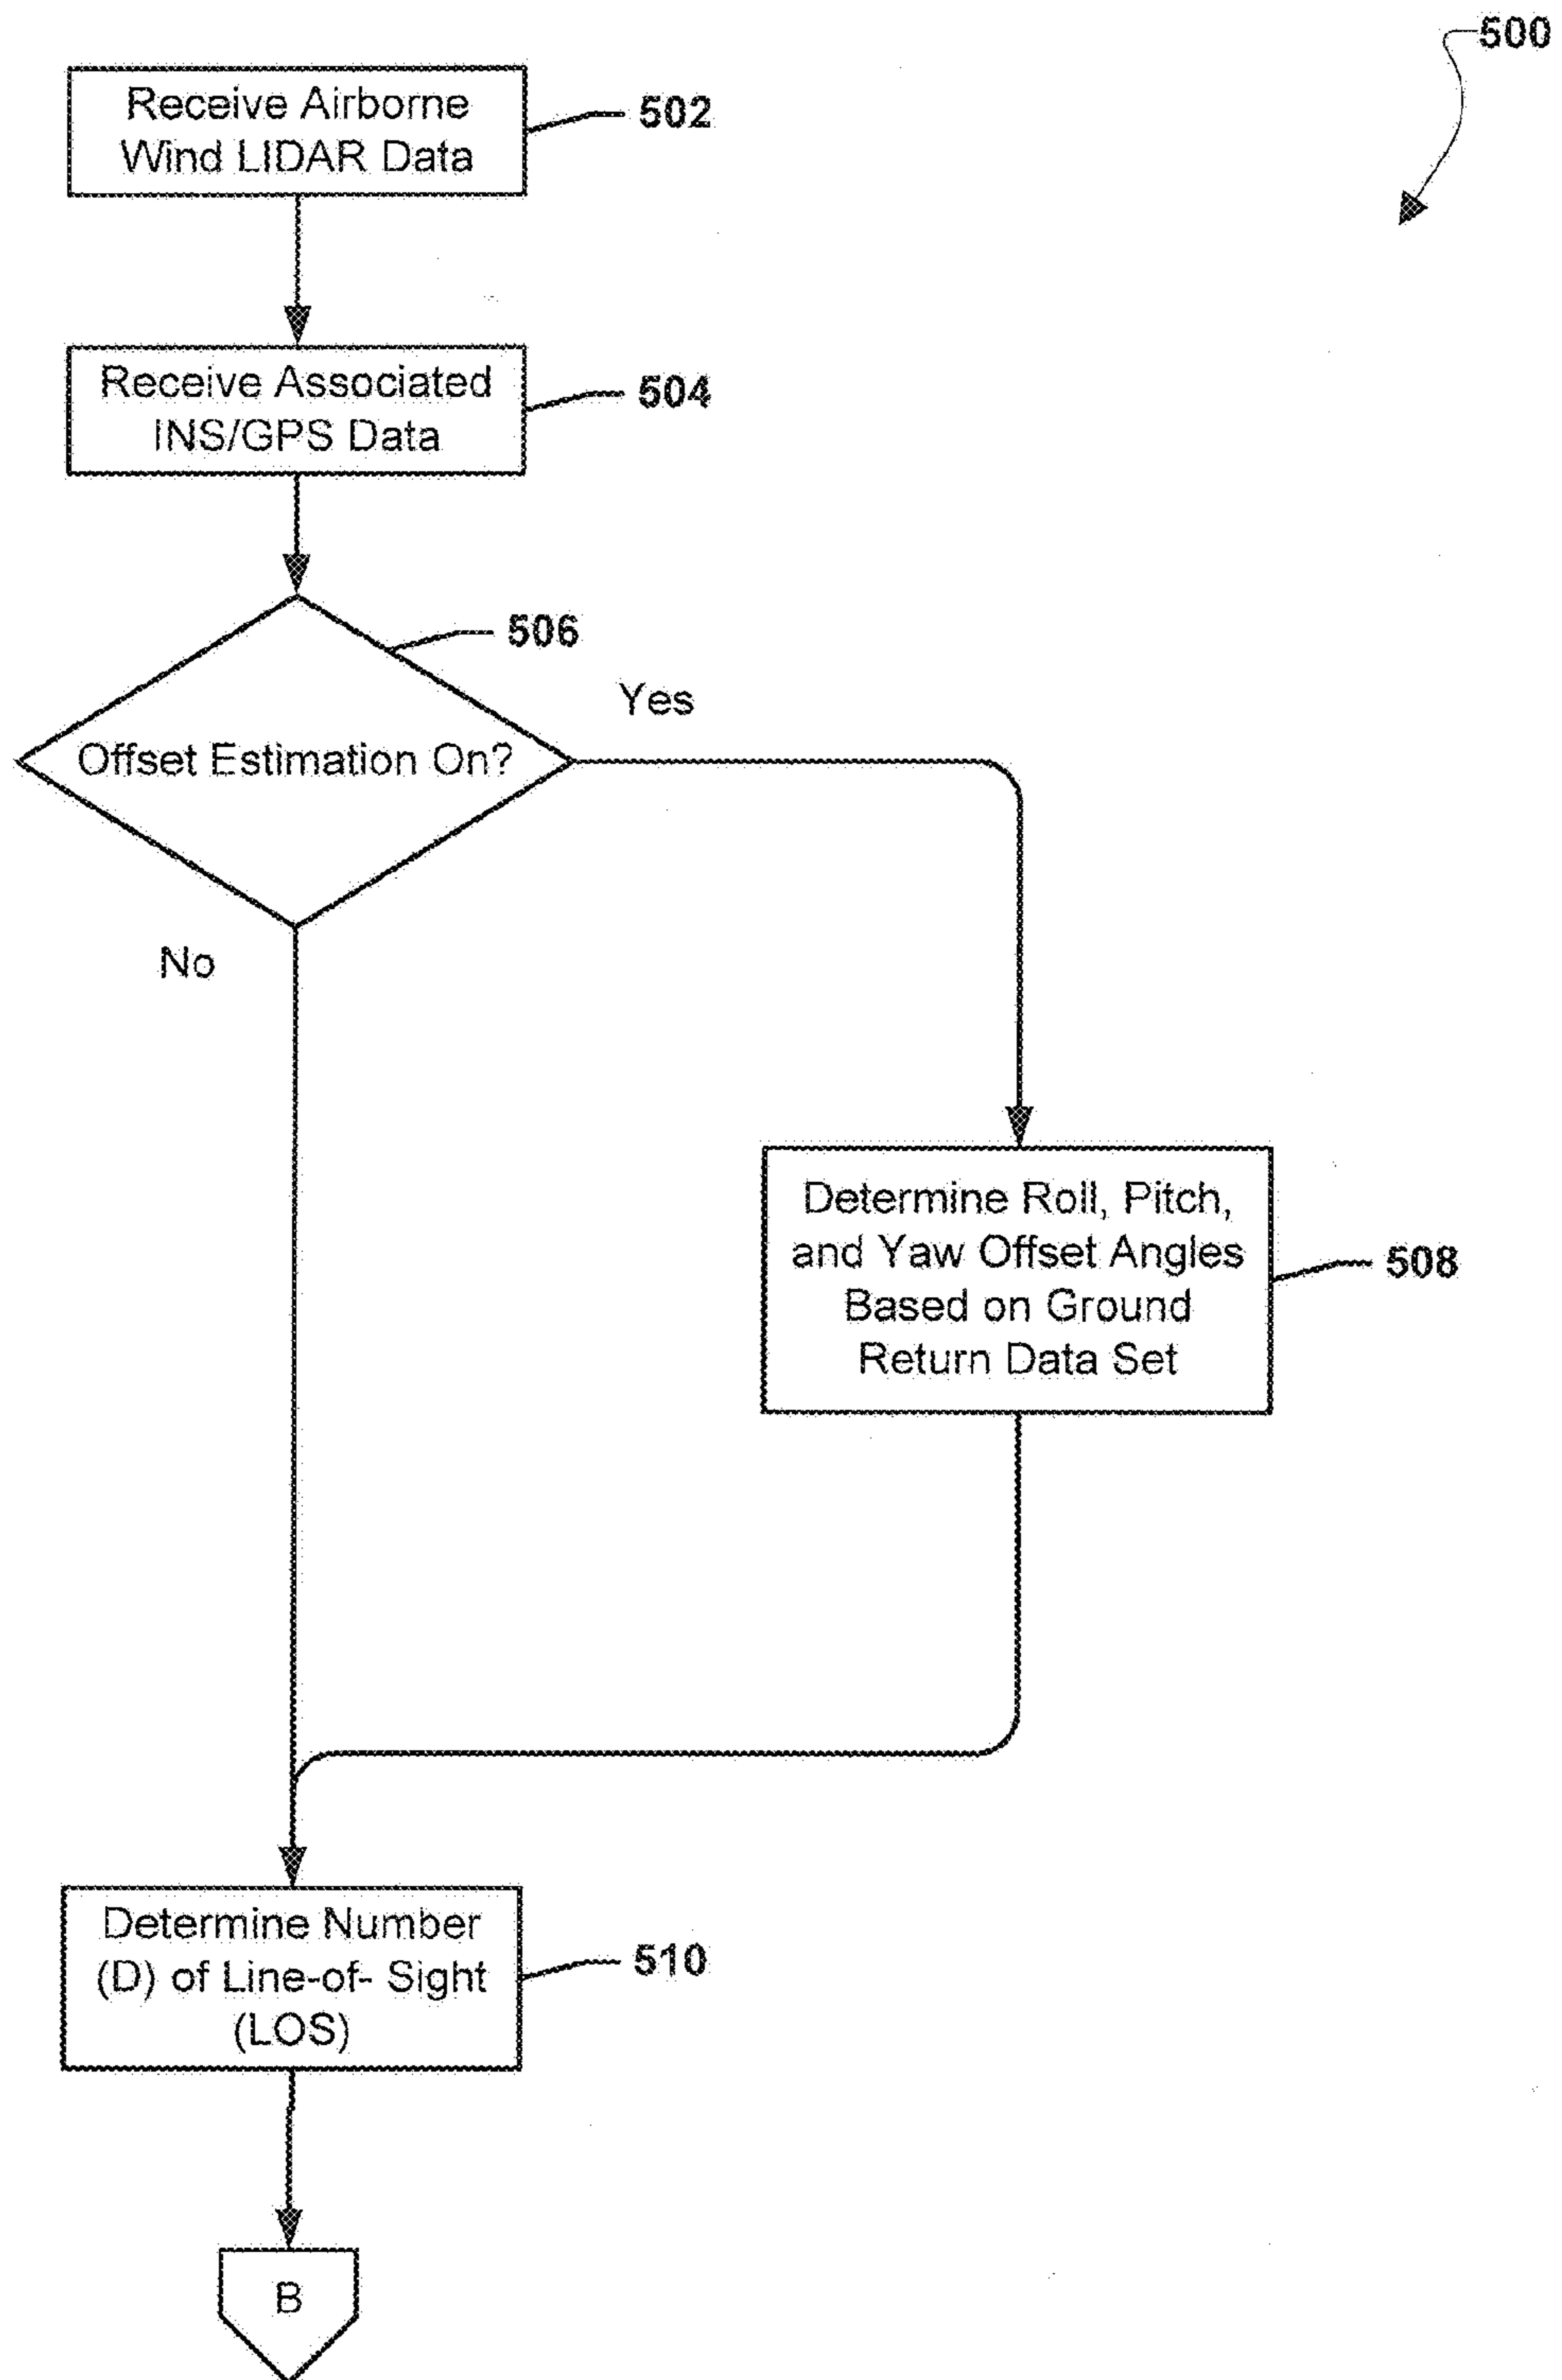 500
Receive Airborne
Wind LIDAR Data
502
Receive Associated
INS/GPS Data
504
506
Yes
Offset Estimation On?
No
Determine Roll, Pitch,
and Yaw Offset Angles
Based on Ground
Return Data Set
508
Determine Number
(D) of Line-of- Sight
(LOS)
510
B